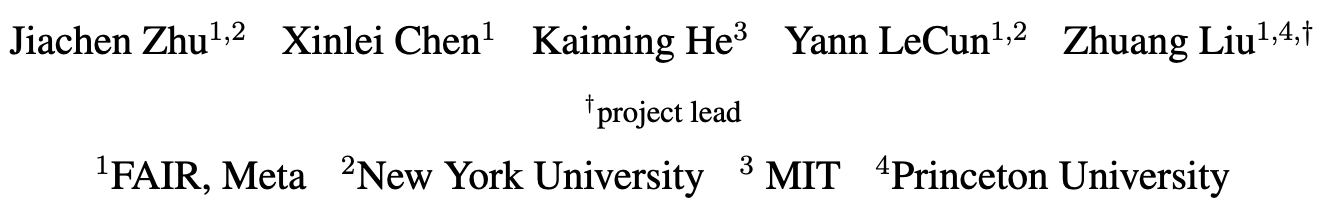 Jiachen Zhu¹,² Xinlei Chen¹ Kaiming He³ Yann LeCun¹,² Zhuang Liu¹,⁴,†
†project lead
¹FAIR, Meta ²New York University ³ MIT ⁴Princeton University